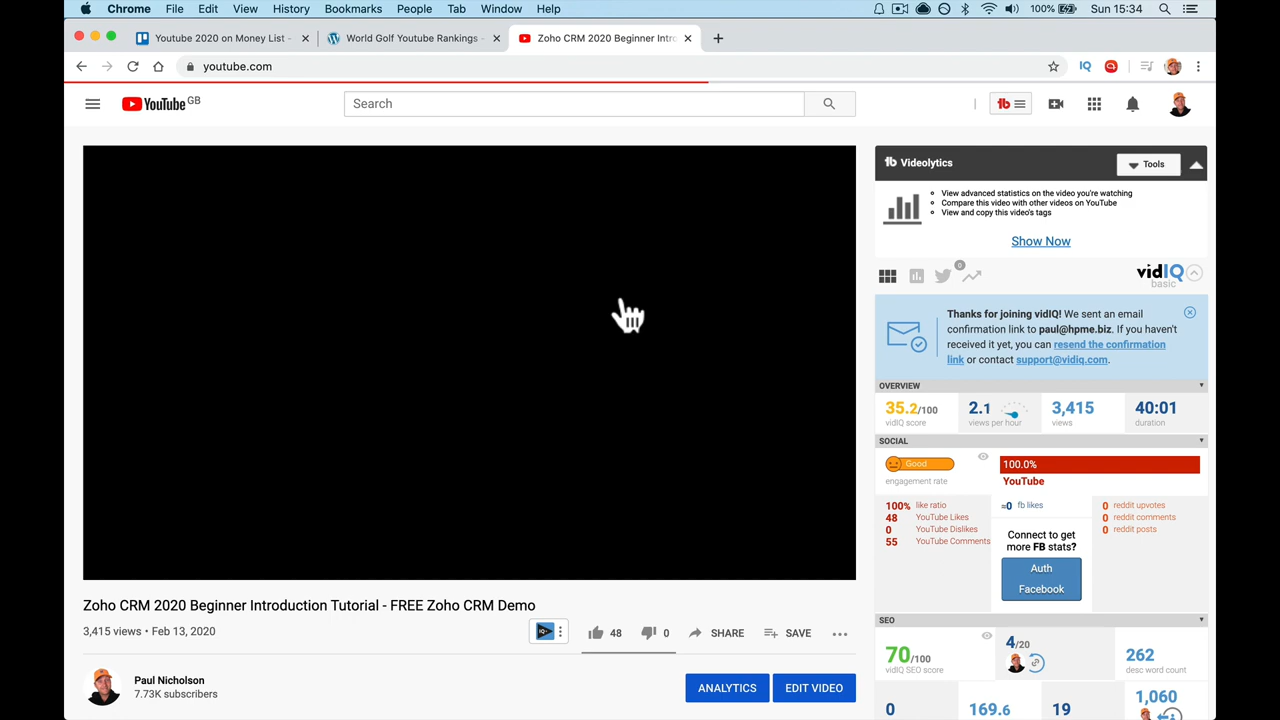 Chrome File Edit View History Bookmarks People Tab Window Help 100% Sun 15:34
Youtube 2020 on Money List - World Golf Youtube Rankings - Zoho CRM 2020 Beginner Intro
youtube.com IQ
YouTube GB Search tb
tb Videolytics Tools
View advanced statistics on the video you're watching
Compare this video with other videos on YouTube
View and copy this video's tags
Show Now
0 vidIQ
basic
Thanks for joining vidIQ! We sent an email
confirmation link to paul@hpme.biz. If you haven't
received it yet, you can resend the confirmation
link or contact support@vidiq.com.
OVERVIEW
35.2/100 2.1 3,415 40:01
vidIQ score views per hour views duration
SOCIAL
Good 100.0%
engagement rate YouTube
100% like ratio ≈0 fb likes 0 reddit upvotes
48 YouTube Likes 0 reddit comments
0 YouTube Dislikes 0 reddit posts
55 YouTube Comments
Connect to get
more FB stats?
Auth
Facebook
SEO
70/100 4/20 262
vidIQ SEO score desc word count
0 169.6 19 1,060
Zoho CRM 2020 Beginner Introduction Tutorial - FREE Zoho CRM Demo
3,415 views • Feb 13, 2020 IQ 48 0 SHARE SAVE
Paul Nicholson
7.73K subscribers ANALYTICS EDIT VIDEO